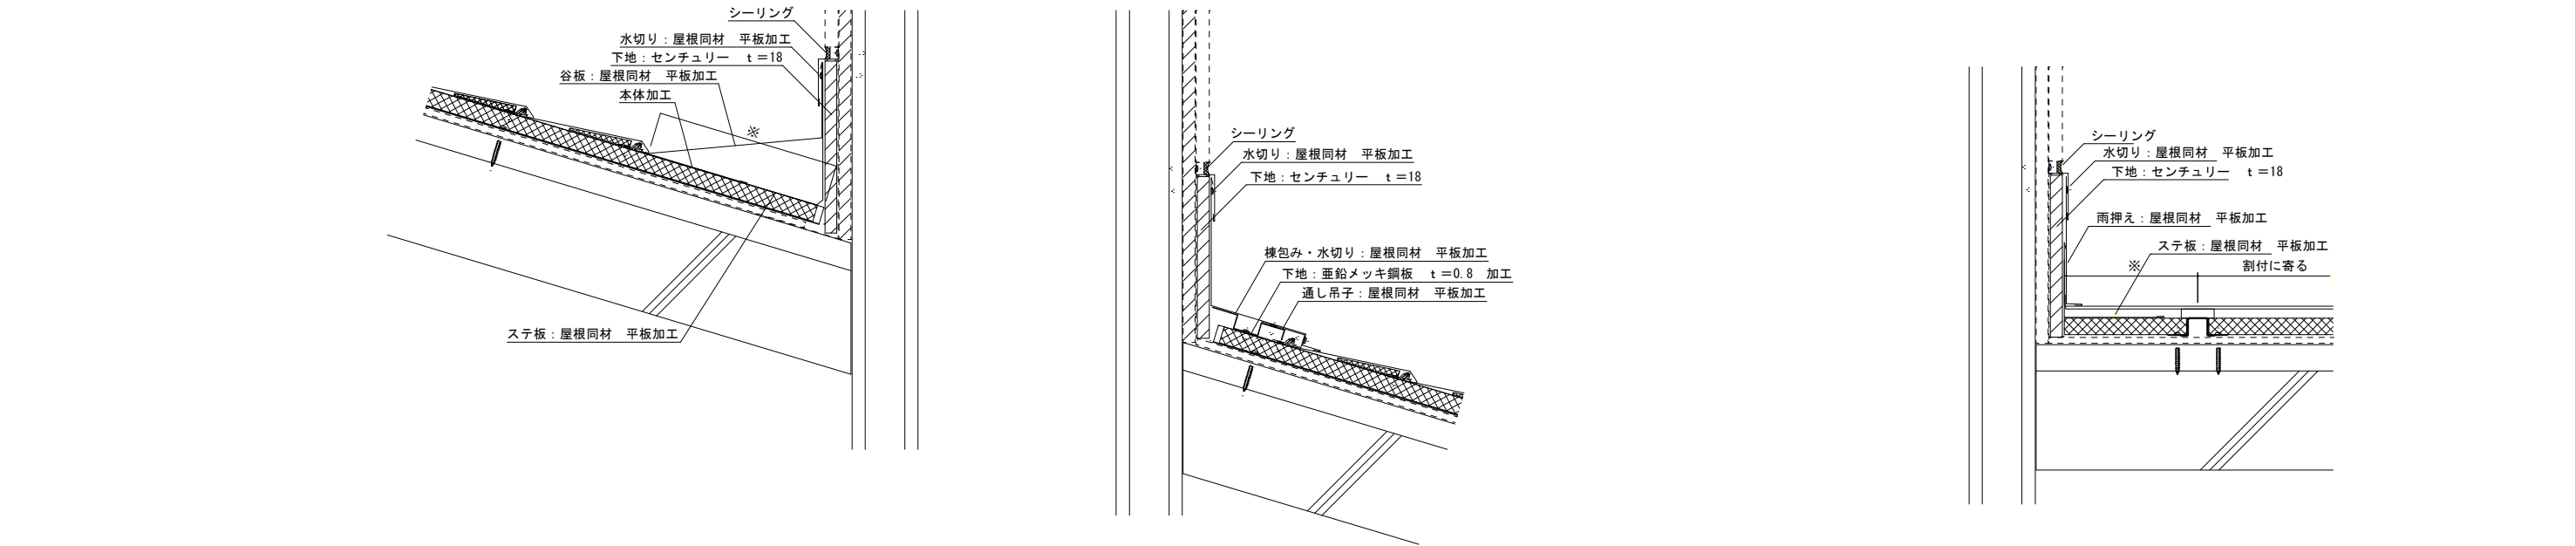 シーリング
水切り：屋根同材　平板加工
下地：センチュリー　ｔ＝18
谷板：屋根同材　平板加工
本体加工
※
ステ板：屋根同材　平板加工
シーリング
水切り：屋根同材　平板加工
下地：センチュリー　ｔ＝18
棟包み・水切り：屋根同材　平板加工
下地：亜鉛メッキ鋼板　ｔ＝0.8　加工
通し吊子：屋根同材　平板加工
シーリング
水切り：屋根同材　平板加工
下地：センチュリー　ｔ＝18
雨押え：屋根同材　平板加工
ステ板：屋根同材　平板加工
※　割付に寄る